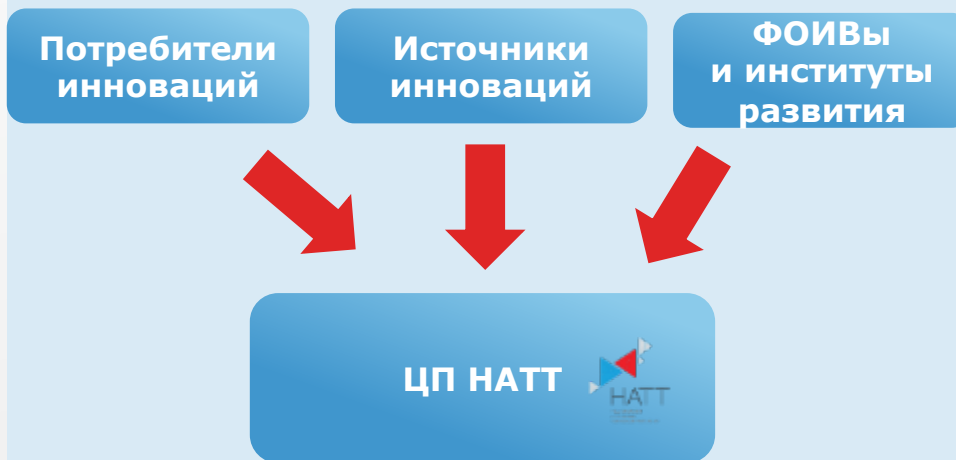 Потребители
инноваций
Источники
инноваций
ФОИВы
и институты
развития
ЦП НАТТ
НАТТ